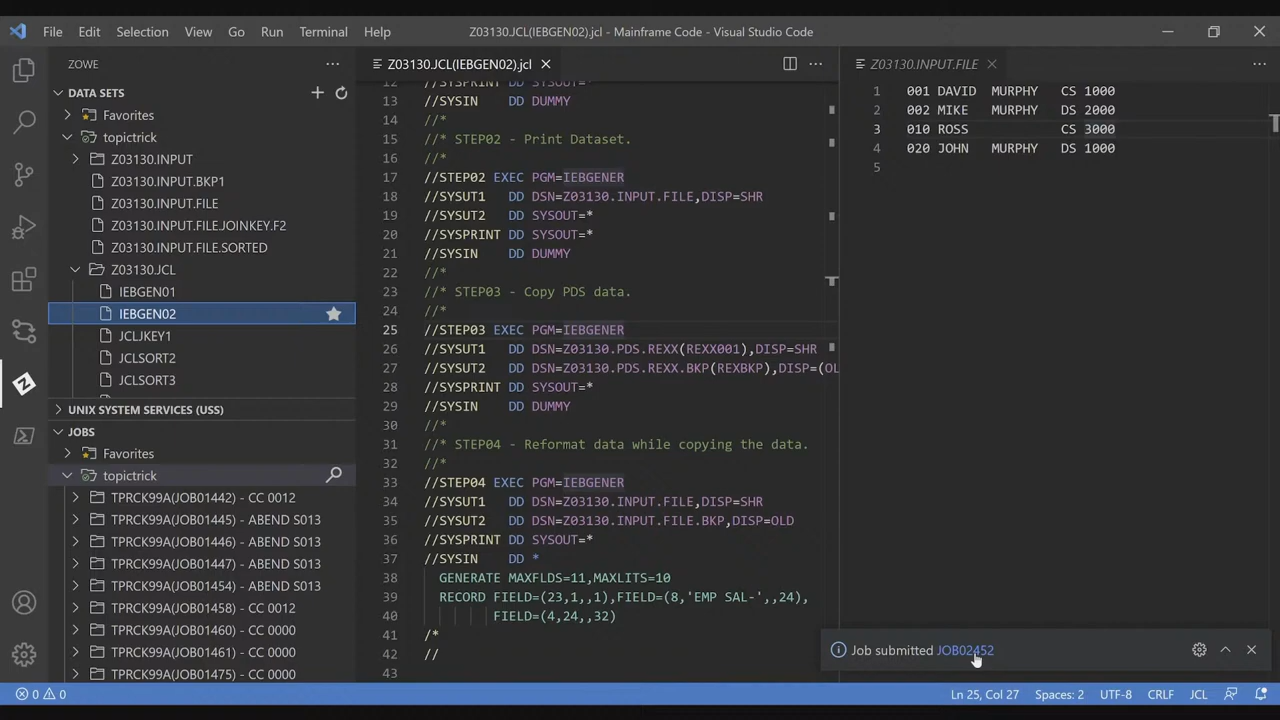 File Edit Selection View Go Run Terminal Help Z03130.JCL(IEBGEN02).jcl - Mainframe Code - Visual Studio Code
ZOWE
DATA SETS
Favorites
topictrick
Z03130.INPUT
Z03130.INPUT.BKP1
Z03130.INPUT.FILE
Z03130.INPUT.FILE.JOINKEY.F2
Z03130.INPUT.FILE.SORTED
Z03130.JCL
IEBGEN01
IEBGEN02
JCLJKEY1
JCLSORT2
JCLSORT3
UNIX SYSTEM SERVICES (USS)
JOBS
Favorites
topictrick
TPRCK99A(JOB01442) - CC 0012
TPRCK99A(JOB01445) - ABEND S013
TPRCK99A(JOB01446) - ABEND S013
TPRCK99A(JOB01447) - ABEND S013
TPRCK99A(JOB01454) - ABEND S013
TPRCK99A(JOB01458) - CC 0012
TPRCK99A(JOB01460) - CC 0000
TPRCK99A(JOB01461) - CC 0000
TPRCK99A(JOB01475) - CC 0000
Z03130.JCL(IEBGEN02).jcl
12 //SYSPRINT DD SYSOUT=*
13 //SYSIN    DD DUMMY
14 //*
15 //* STEP02 - Print Dataset.
16 //*
17 //STEP02 EXEC PGM=IEBGENER
18 //SYSUT1   DD DSN=Z03130.INPUT.FILE,DISP=SHR
19 //SYSUT2   DD SYSOUT=*
20 //SYSPRINT DD SYSOUT=*
21 //SYSIN    DD DUMMY
22 //*
23 //* STEP03 - Copy PDS data.
24 //*
25 //STEP03 EXEC PGM=IEBGENER
26 //SYSUT1   DD DSN=Z03130.PDS.REXX(REXX001),DISP=SHR
27 //SYSUT2   DD DSN=Z03130.PDS.REXX.BKP(REXBKP),DISP=(OL
28 //SYSPRINT DD SYSOUT=*
29 //SYSIN    DD DUMMY
30 //*
31 //* STEP04 - Reformat data while copying the data.
32 //*
33 //STEP04 EXEC PGM=IEBGENER
34 //SYSUT1   DD DSN=Z03130.INPUT.FILE,DISP=SHR
35 //SYSUT2   DD DSN=Z03130.INPUT.FILE.BKP,DISP=OLD
36 //SYSPRINT DD SYSOUT=*
37 //SYSIN    DD *
38   GENERATE MAXFLDS=11,MAXLITS=10
39   RECORD FIELD=(23,1,,1),FIELD=(8,'EMP SAL-',,24),
40          FIELD=(4,24,,32)
41 /*
42 //
43
Z03130.INPUT.FILE
1 001 DAVID  MURPHY   CS 1000
2 002 MIKE   MURPHY   DS 2000
3 010 ROSS            CS 3000
4 020 JOHN   MURPHY   DS 1000
5
Job submitted JOB02452
0 0 Ln 25, Col 27 Spaces: 2 UTF-8 CRLF JCL